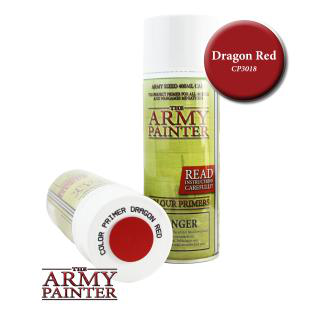 Dragon Red
CP3018
ARMY SIZED 400ML/CAN
THE
ARMY
PAINTER
READ
INSTRUCTIONS
CAREFULLY
COLOUR PRIMERS
COLOR PRIMER DRAGON RED
THE
ARMY
PAINTER